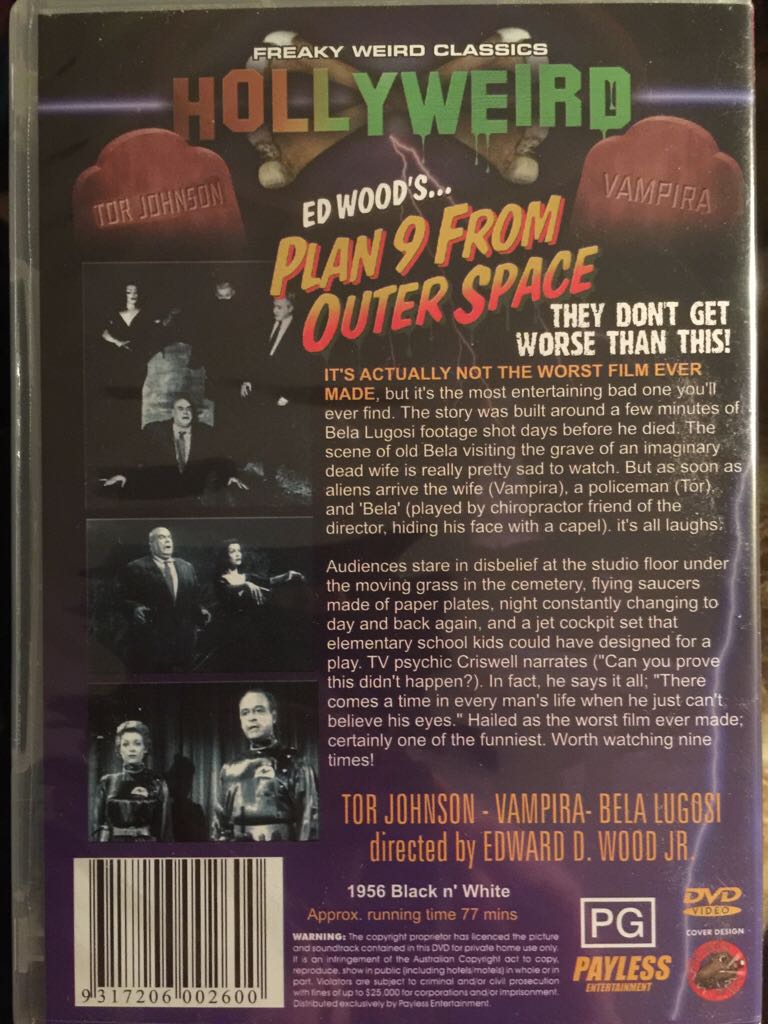 FREAKY WEIRD CLASSICS
HOLLYWEIRD
TOR JOHNSON
VAMPIRA
ED WOOD'S...
PLAN 9 FROM
OUTER SPACE
THEY DON'T GET
WORSE THAN THIS!
IT'S ACTUALLY NOT THE WORST FILM EVER
MADE, but it's the most entertaining bad one you'll
ever find. The story was built around a few minutes of
Bela Lugosi footage shot days before he died. The
scene of old Bela visiting the grave of an imaginary
dead wife is really pretty sad to watch. But as soon as
aliens arrive the wife (Vampira), a policeman (Tor),
and 'Bela' (played by chiropractor friend of the
director, hiding his face with a capel). it's all laughs.
Audiences stare in disbelief at the studio floor under
the moving grass in the cemetery, flying saucers
made of paper plates, night constantly changing to
day and back again, and a jet cockpit set that
elementary school kids could have designed for a
play. TV psychic Criswell narrates ("Can you prove
this didn't happen?). In fact, he says it all; "There
comes a time in every man's life when he just can't
believe his eyes." Hailed as the worst film ever made;
certainly one of the funniest. Worth watching nine
times!
TOR JOHNSON - VAMPIRA- BELA LUGOSI
directed by EDWARD D. WOOD JR.
1956 Black n' White
Approx. running time 77 mins
WARNING: The copyright proprietor has licenced the picture
and soundtrack contained in this DVD for private home use only.
It is an infringement of the Australian Copyright act to copy,
reproduce, show in public (including hotels/motels) in whole or in
part. Violators are subject to criminal and/or civil prosecution
with fines of up to $25,000 for corporations and/or imprisonment.
Distributed exclusively by Payless Entertainment.
PG
PAYLESS
ENTERTAINMENT
DVD
VIDEO
COVER DESIGN
9 317206 002600